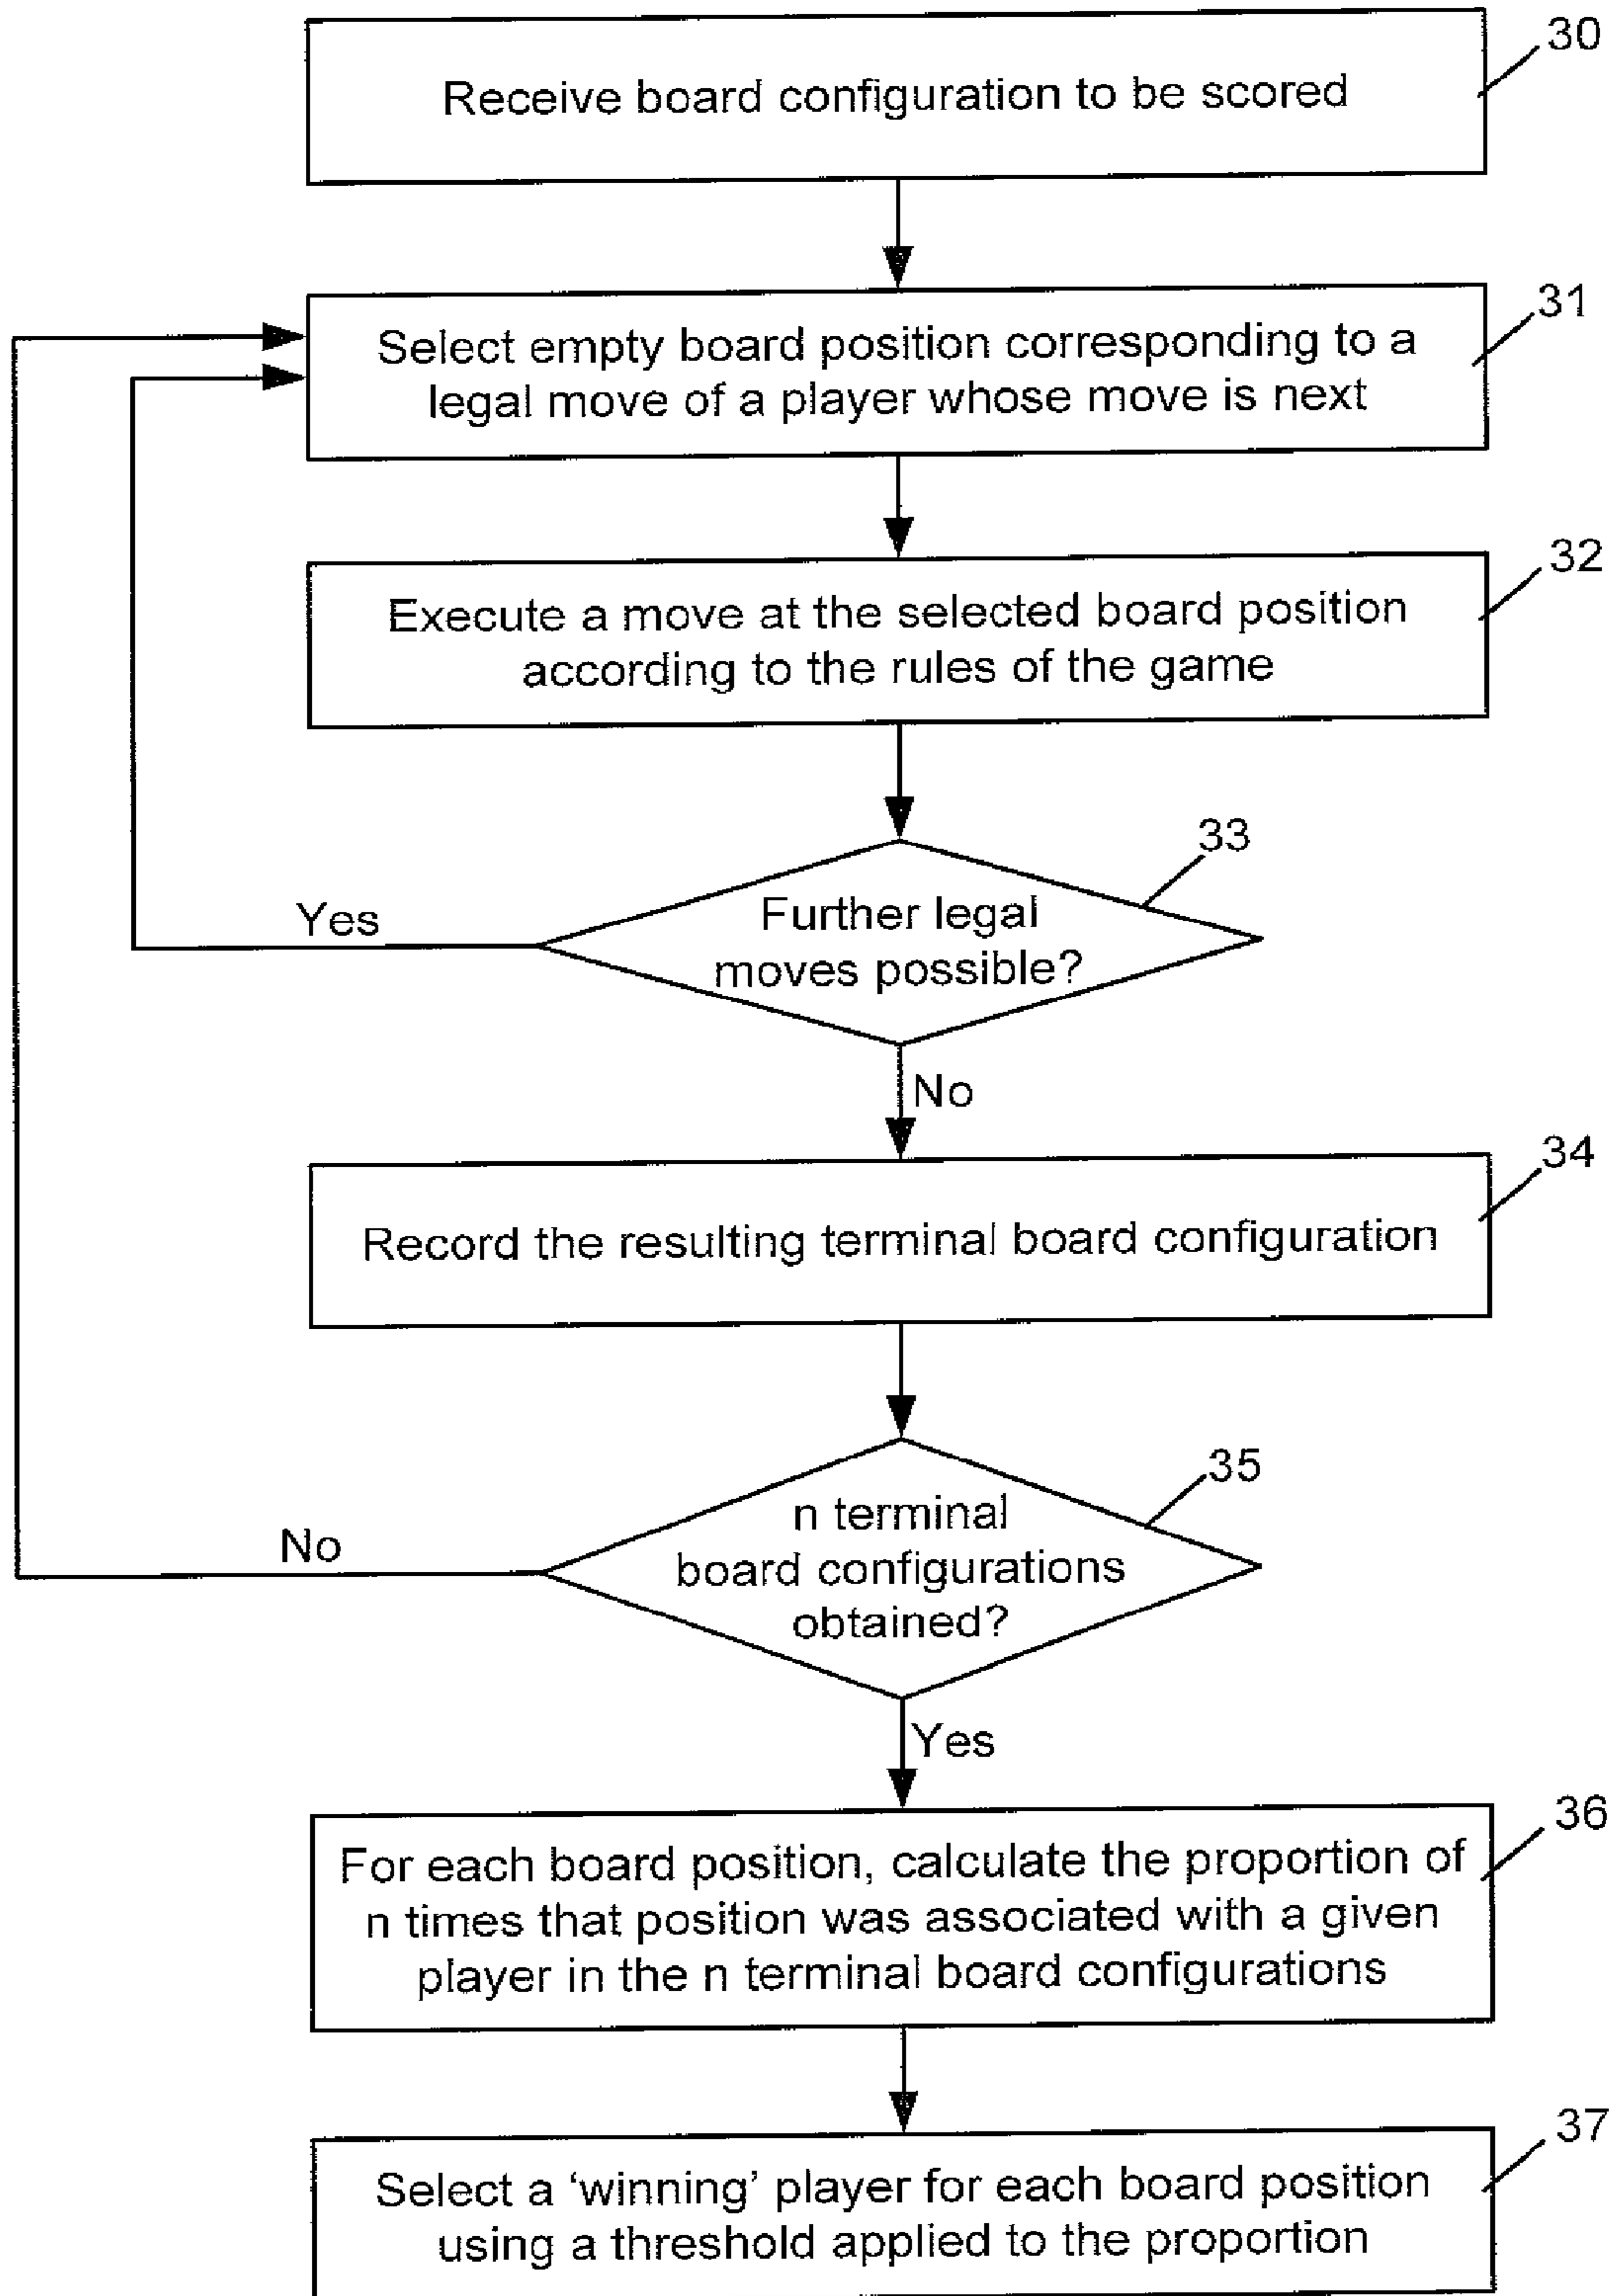 30
Receive board configuration to be scored
31
Select empty board position corresponding to a
legal move of a player whose move is next
32
Execute a move at the selected board position
according to the rules of the game
33
Further legal
moves possible?
Yes
No
34
Record the resulting terminal board configuration
35
n terminal
board configurations
obtained?
No
Yes
36
For each board position, calculate the proportion of
n times that position was associated with a given
player in the n terminal board configurations
37
Select a ‘winning’ player for each board position
using a threshold applied to the proportion